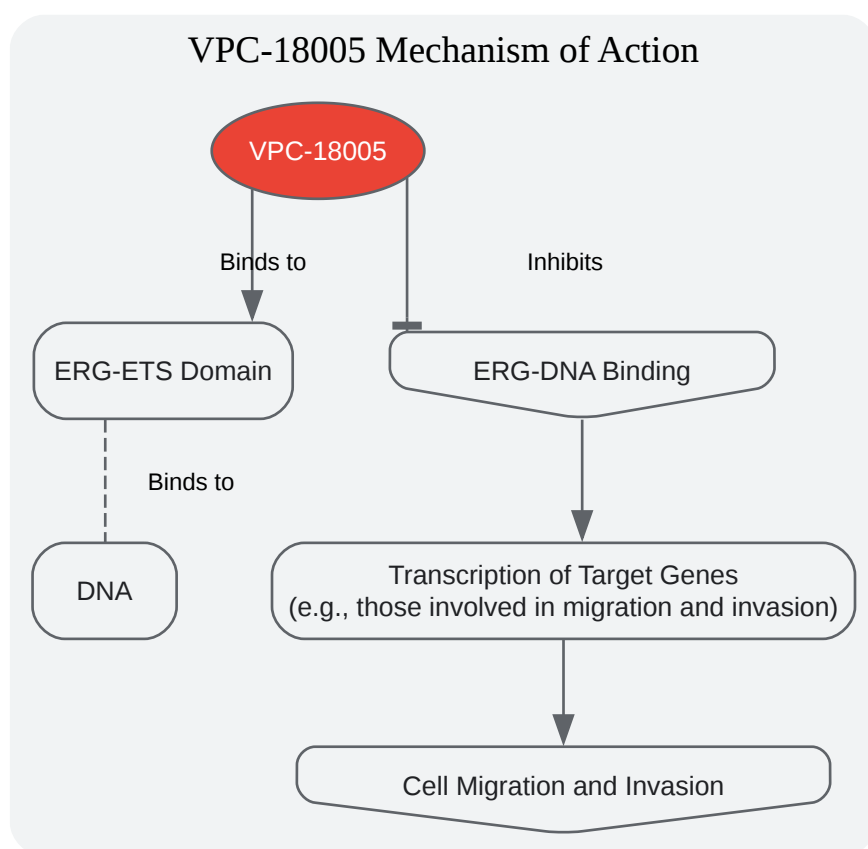 VPC-18005 Mechanism of Action
VPC-18005
Binds to
Inhibits
ERG-ETS Domain
ERG-DNA Binding
Binds to
DNA
Transcription of Target Genes
(e.g., those involved in migration and invasion)
Cell Migration and Invasion